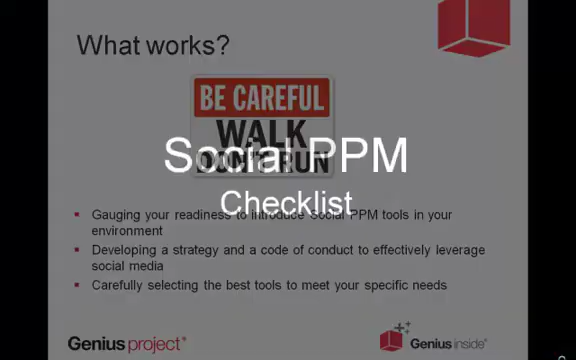 What works?
BE CAREFUL
WALK
DON'T RUN
Social PPM
Checklist
Gauging your readiness to introduce Social PPM tools in your
environment
Developing a strategy and a code of conduct to effectively leverage
social media
Carefully selecting the best tools to meet your specific needs
Genius project
Genius inside